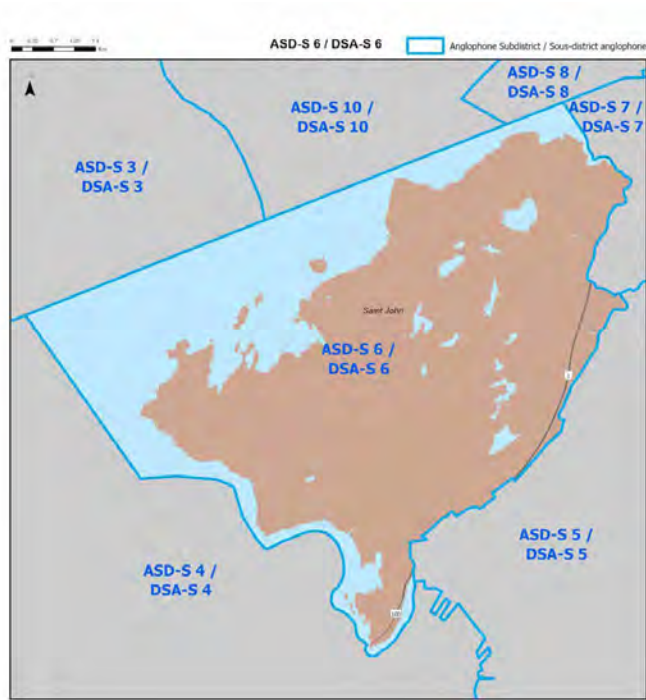 ASD-S 6 / DSA-S 6
Anglophone Subdistrict / Sous-district anglophone
ASD-S 8 /
DSA-S 8
ASD-S 10 /
DSA-S 10
ASD-S 7 /
DSA-S 7
ASD-S 3 /
DSA-S 3
Saint John
ASD-S 6 /
DSA-S 6
1
ASD-S 5 /
DSA-S 5
ASD-S 4 /
DSA-S 4
100